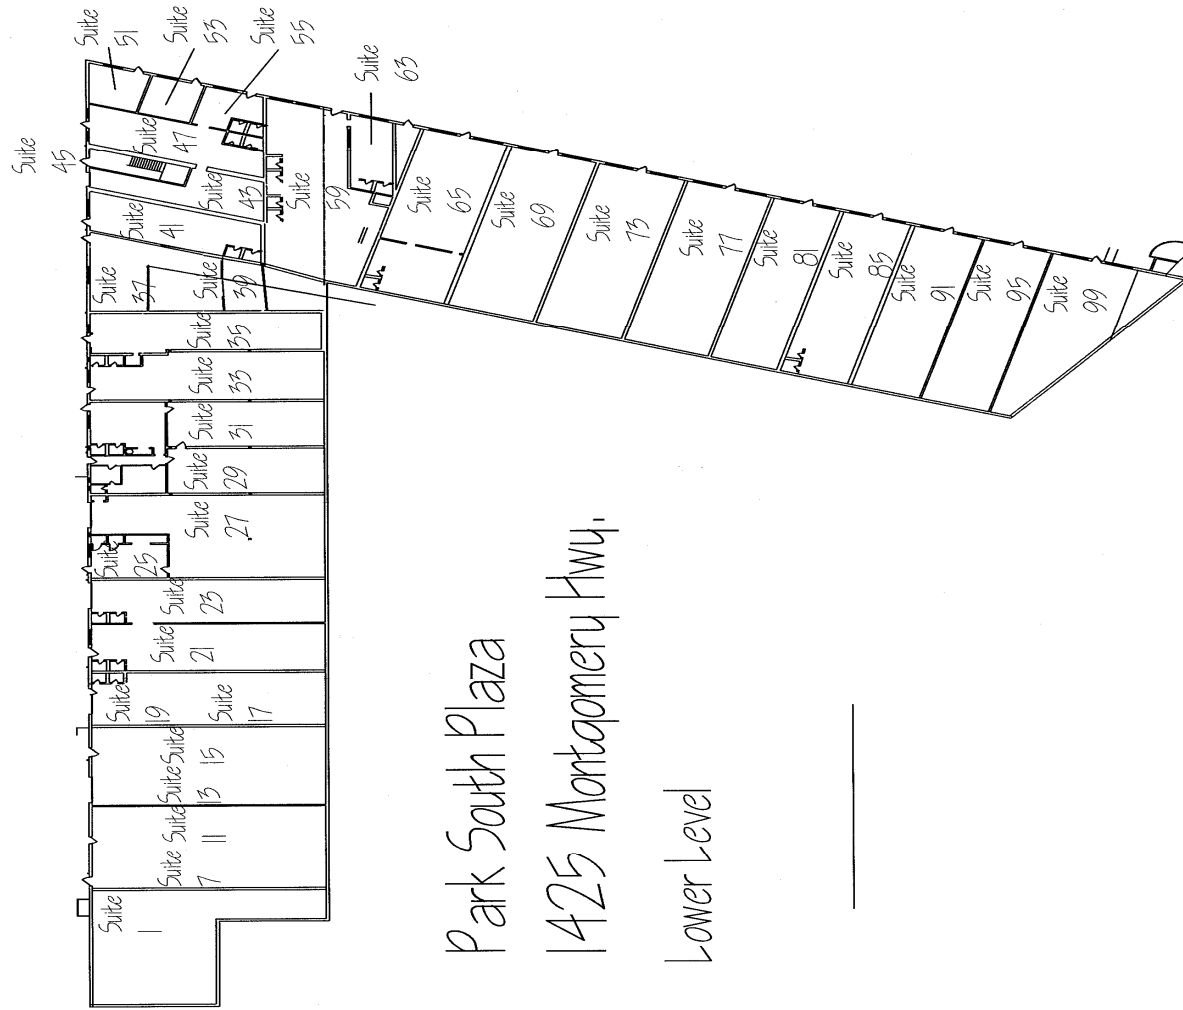 Suite
51
Suite
53
Suite
55
Suite
63
Suite
45
Suite
47
Suite
43
Suite
41
Suite
59
Suite
65
Suite
69
Suite
73
Suite
77
Suite
81
Suite
85
Suite
91
Suite
95
Suite
99
Suite
37
Suite
39
Suite
35
Suite
33
Suite
31
Suite
29
Suite
27
Suite
25
Suite
23
Suite
21
Suite
19
Suite
17
Suite
15
Suite
13
Suite
11
Suite
7
Suite
1
Park South Plaza
1425 Montgomery Hwy.
Lower Level